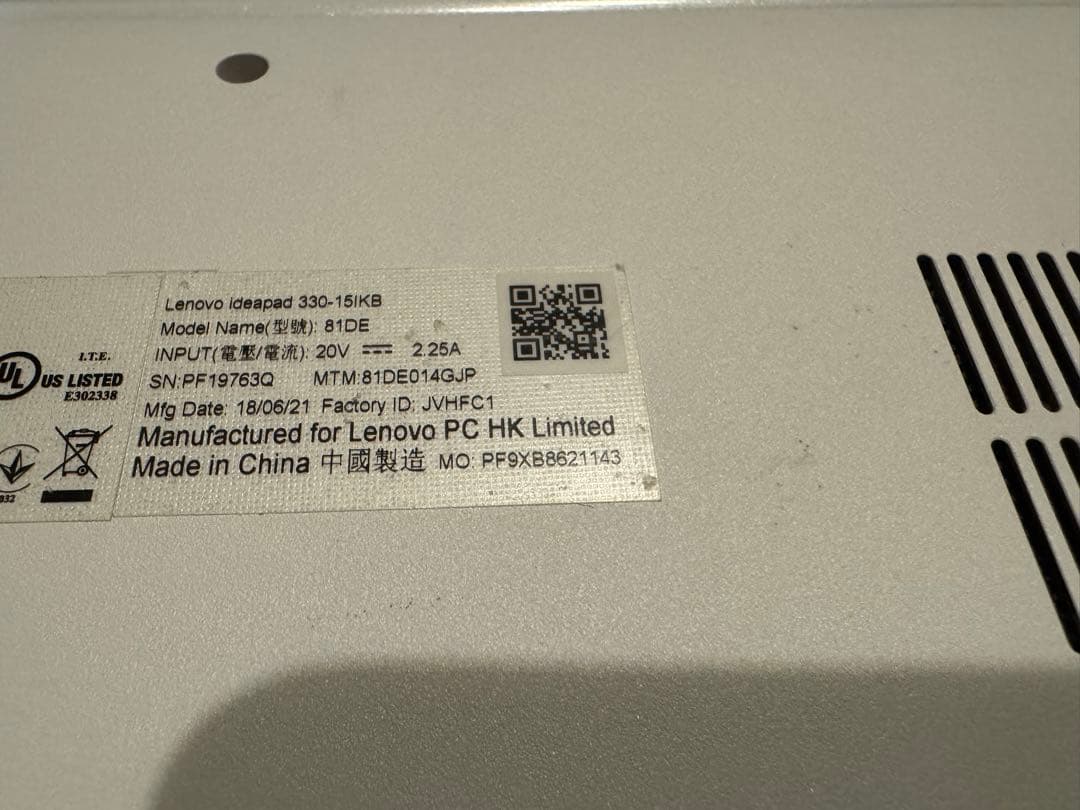 Lenovo ideapad 330-15IKB
Model Name(型號): 81DE
INPUT(電壓/電流): 20V ⎓ 2.25A
SN:PF19763Q MTM:81DE014GJP
Mfg Date: 18/06/21 Factory ID: JVHFC1
Manufactured for Lenovo PC HK Limited
Made in China 中國製造 MO: PF9XB8621143
UL
I.T.E.
US LISTED
E302338
032